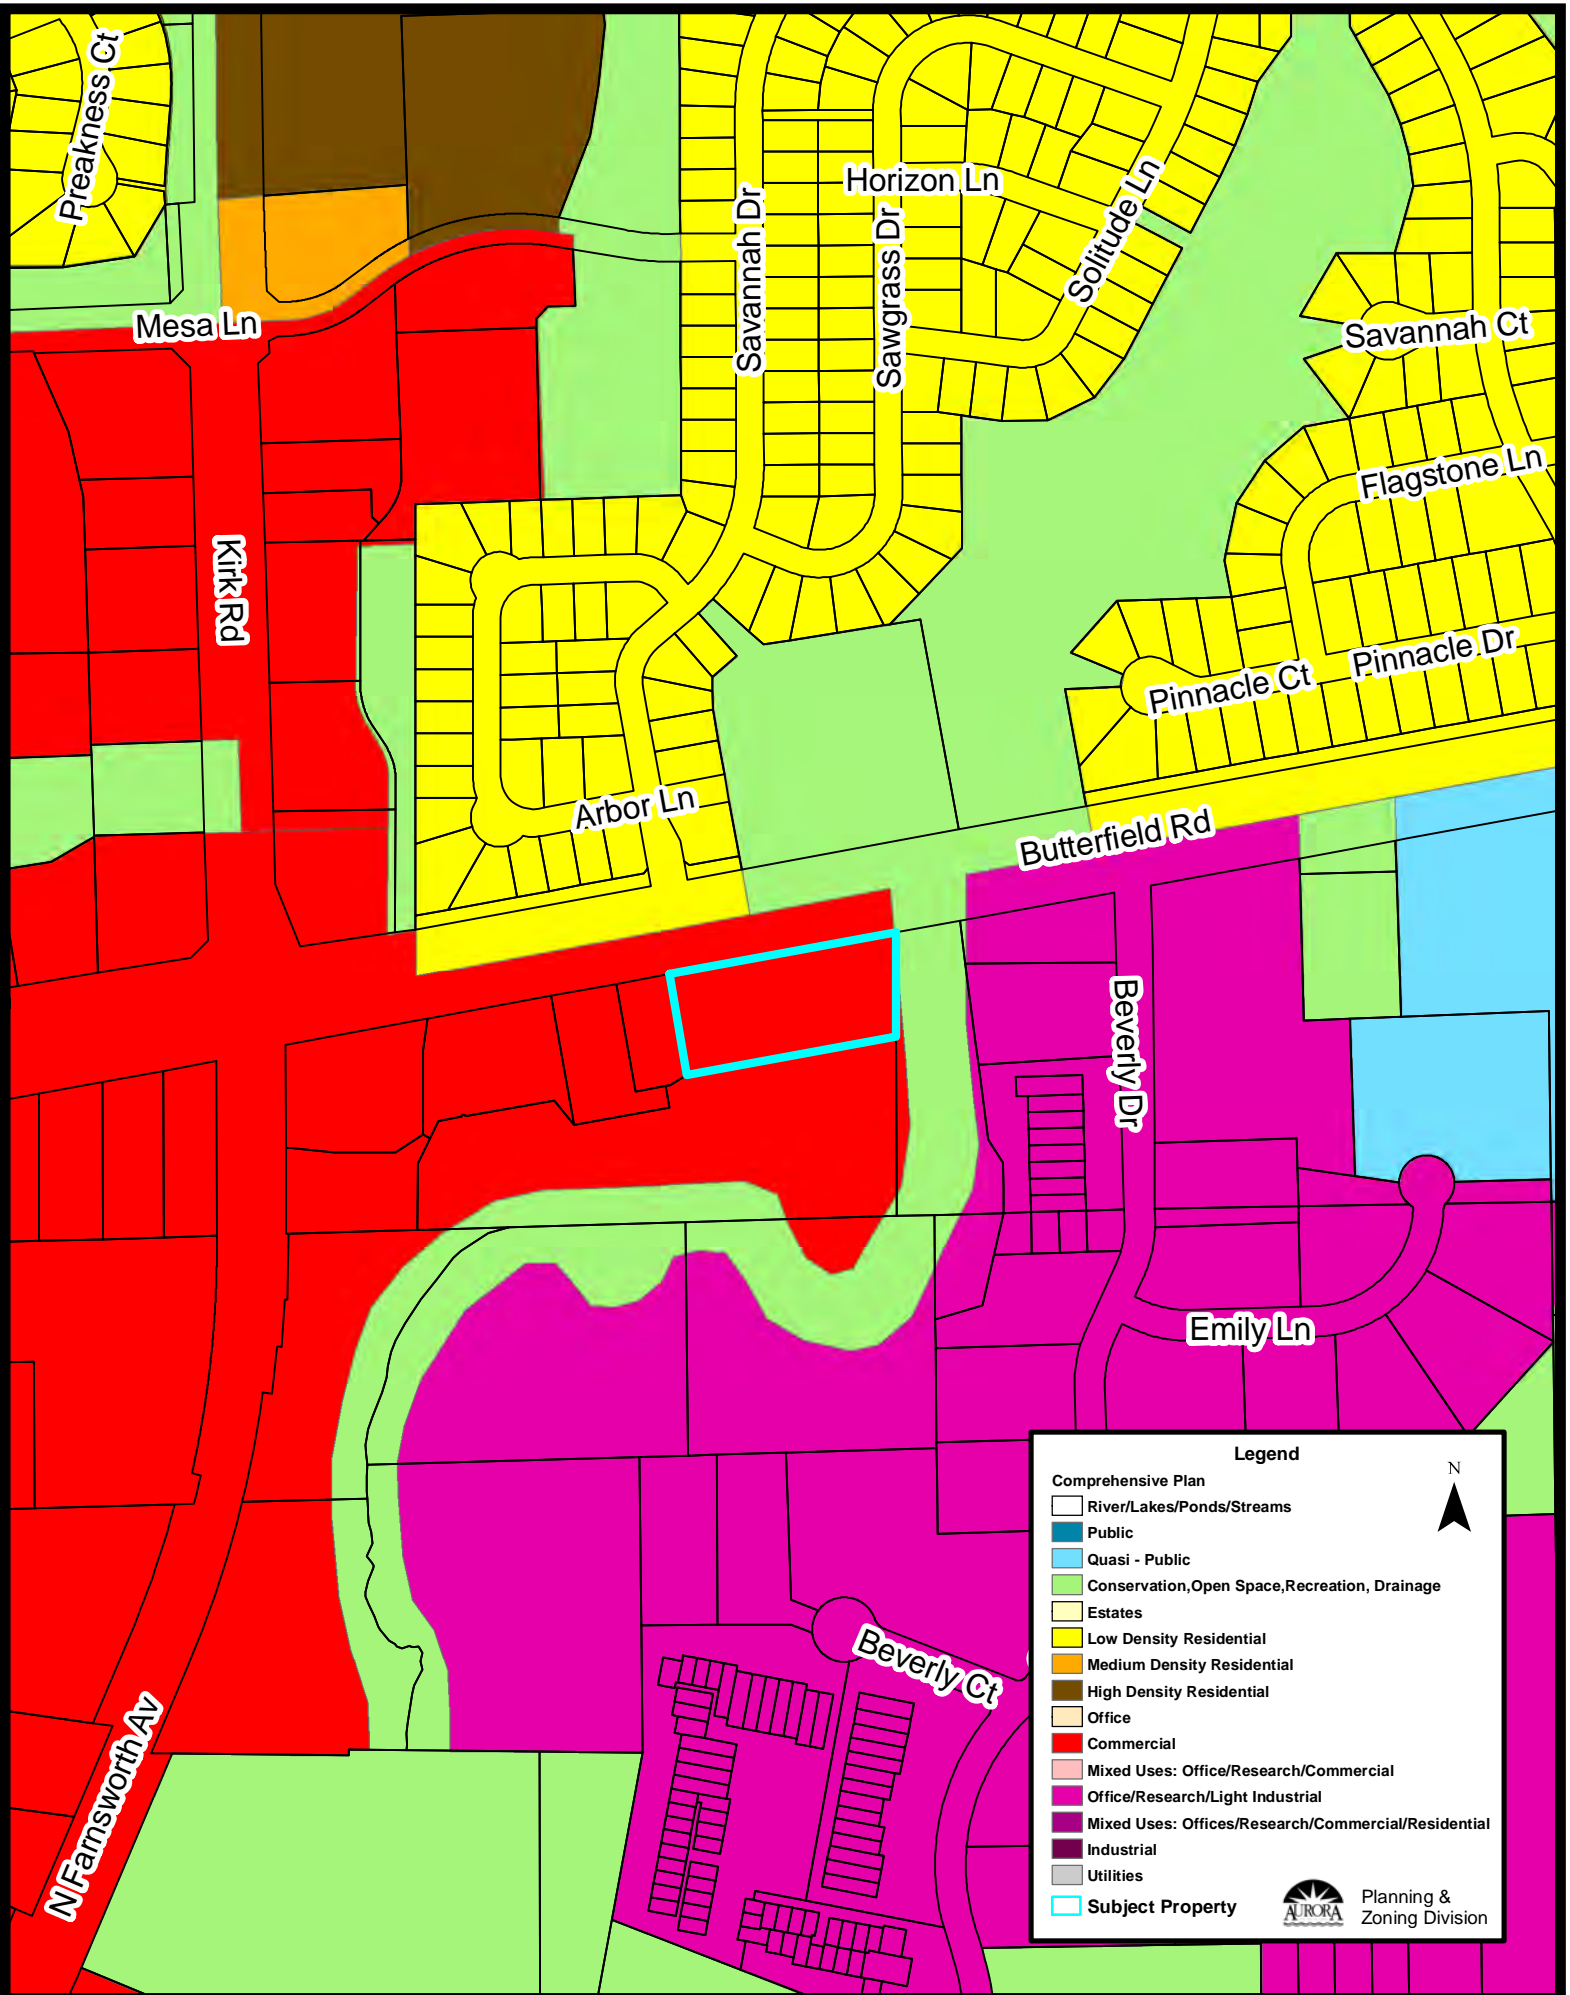 Preakness Ct
Horizon Ln
Savannah Dr
Sawgrass Dr
Solitude Ln
Mesa Ln
Savannah Ct
Flagstone Ln
Kirk Rd
Pinnacle Dr
Pinnacle Ct
Arbor Ln
Butterfield Rd
Beverly Dr
Emily Ln
Beverly Ct
N Farnsworth Av
Legend
N
Comprehensive Plan
River/Lakes/Ponds/Streams
Public
Quasi - Public
Conservation,Open Space,Recreation, Drainage
Estates
Low Density Residential
Medium Density Residential
High Density Residential
Office
Commercial
Mixed Uses: Office/Research/Commercial
Office/Research/Light Industrial
Mixed Uses: Offices/Research/Commercial/Residential
Industrial
Utilities
Subject Property
AURORA
Planning &
Zoning Division